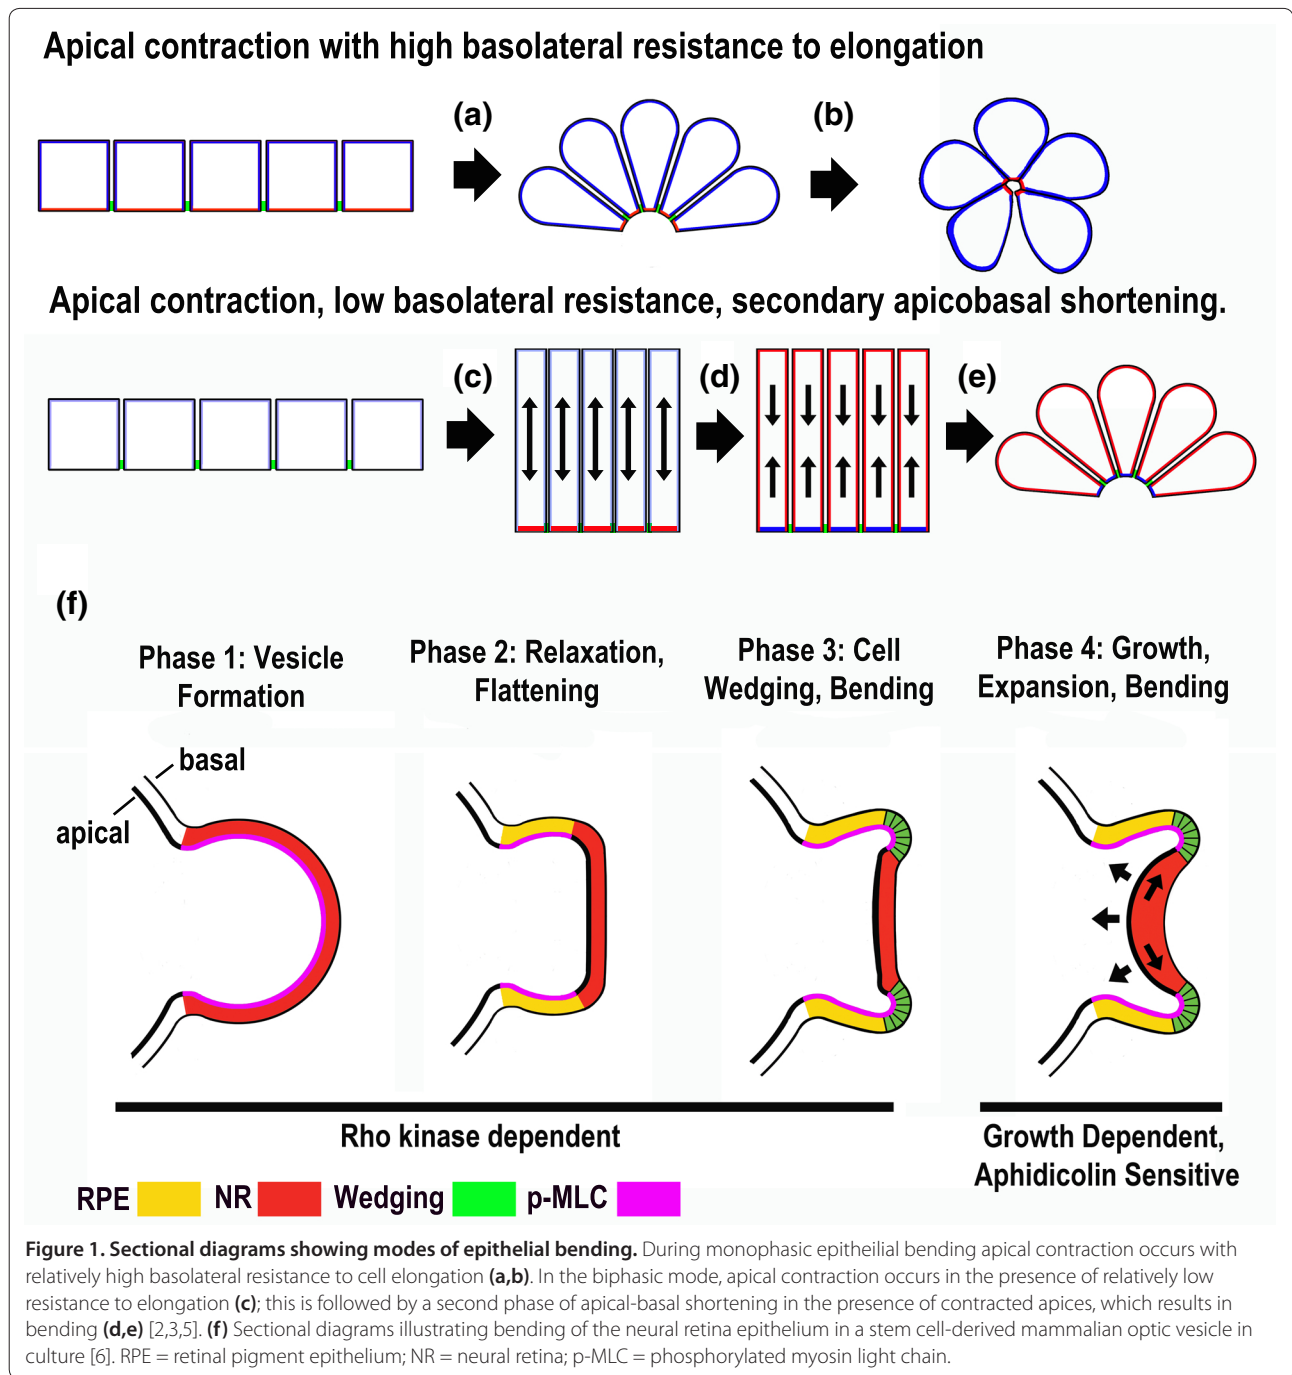 Apical contraction with high basolateral resistance to elongation
(a)
(b)
Apical contraction, low basolateral resistance, secondary apicobasal shortening.
(c)
(d)
(e)
(f)
Phase 1: Vesicle
Formation
Phase 2: Relaxation,
Flattening
Phase 3: Cell
Wedging, Bending
Phase 4: Growth,
Expansion, Bending
basal
apical
Rho kinase dependent
Growth Dependent,
Aphidicolin Sensitive
RPE
NR
Wedging
p-MLC
Figure 1. Sectional diagrams showing modes of epithelial bending. During monophasic epitheilial bending apical contraction occurs with
relatively high basolateral resistance to cell elongation (a,b). In the biphasic mode, apical contraction occurs in the presence of relatively low
resistance to elongation (c); this is followed by a second phase of apical-basal shortening in the presence of contracted apices, which results in
bending (d,e) [2,3,5]. (f) Sectional diagrams illustrating bending of the neural retina epithelium in a stem cell-derived mammalian optic vesicle in
culture [6]. RPE = retinal pigment epithelium; NR = neural retina; p-MLC = phosphorylated myosin light chain.